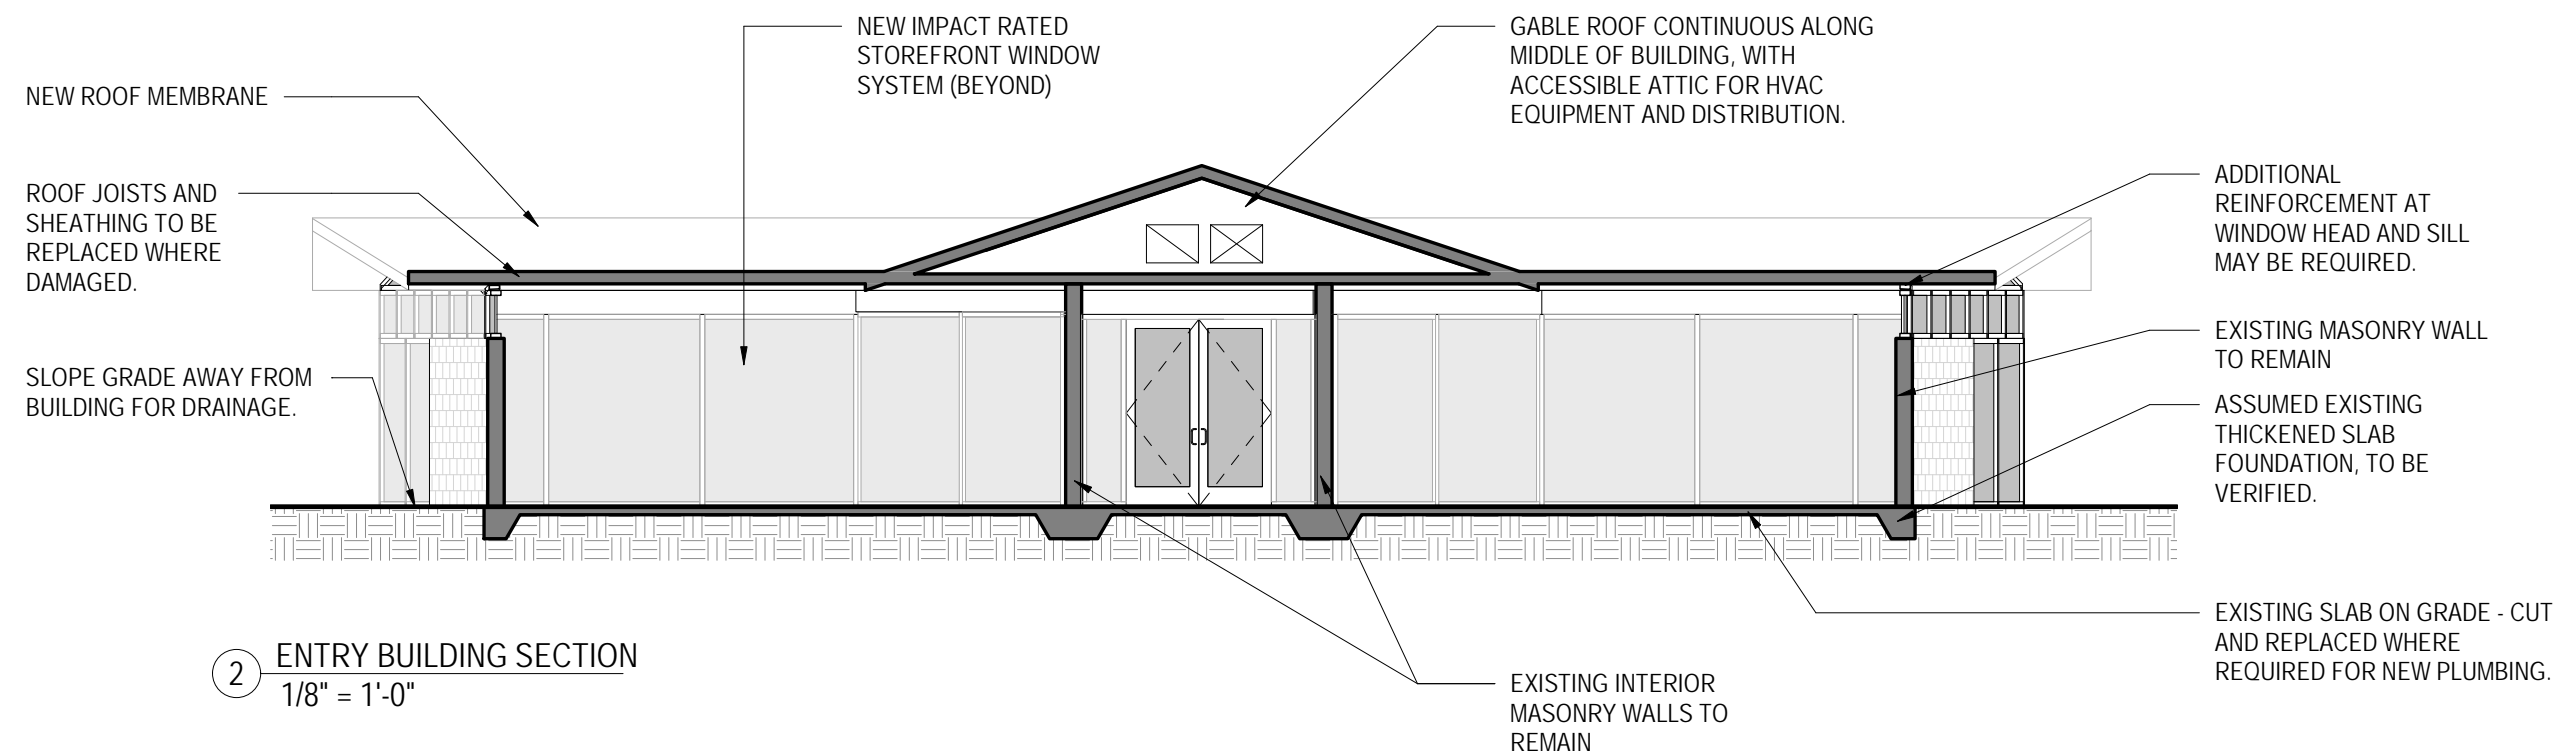 NEW IMPACT RATED
STOREFRONT WINDOW
SYSTEM (BEYOND)
GABLE ROOF CONTINUOUS ALONG
MIDDLE OF BUILDING, WITH
ACCESSIBLE ATTIC FOR HVAC
EQUIPMENT AND DISTRIBUTION.
NEW ROOF MEMBRANE
ROOF JOISTS AND
SHEATHING TO BE
REPLACED WHERE
DAMAGED.
SLOPE GRADE AWAY FROM
BUILDING FOR DRAINAGE.
ADDITIONAL
REINFORCEMENT AT
WINDOW HEAD AND SILL
MAY BE REQUIRED.
EXISTING MASONRY WALL
TO REMAIN
ASSUMED EXISTING
THICKENED SLAB
FOUNDATION, TO BE
VERIFIED.
EXISTING SLAB ON GRADE - CUT
AND REPLACED WHERE
REQUIRED FOR NEW PLUMBING.
EXISTING INTERIOR
MASONRY WALLS TO
REMAIN
2
ENTRY BUILDING SECTION
1/8" = 1'-0"